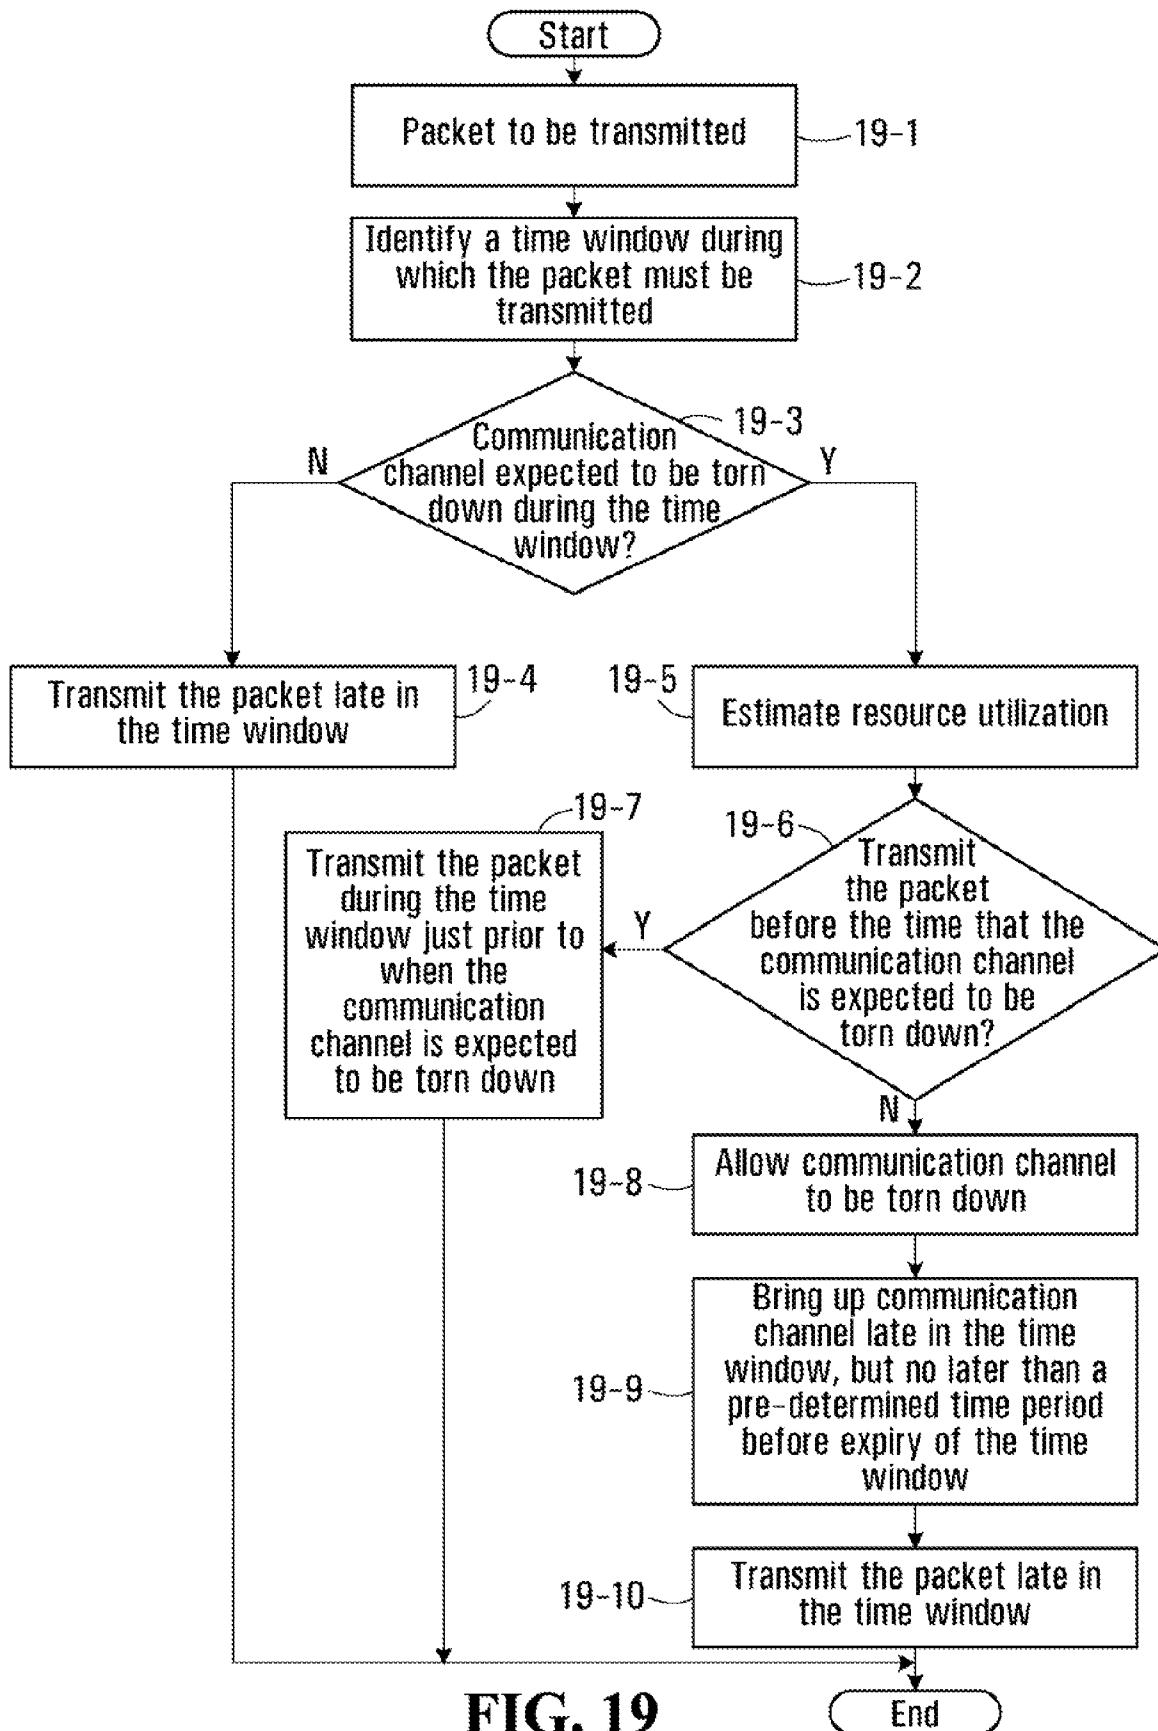 Start
Packet to be transmitted
19-1
Identify a time window during
which the packet must be
transmitted
19-2
19-3
Communication
channel expected to be torn
down during the time
window?
N
Y
Transmit the packet late in
the time window
19-4
19-5
Estimate resource utilization
19-7
Transmit the packet
during the time
window just prior to
when the
communication
channel is expected
to be torn down
19-6
Transmit
the packet
before the time that the
communication channel
is expected to be
torn down?
Y
N
19-8
Allow communication channel
to be torn down
19-9
Bring up communication
channel late in the time
window, but no later than a
pre-determined time period
before expiry of the time
window
19-10
Transmit the packet late in
the time window
FIG. 19
End